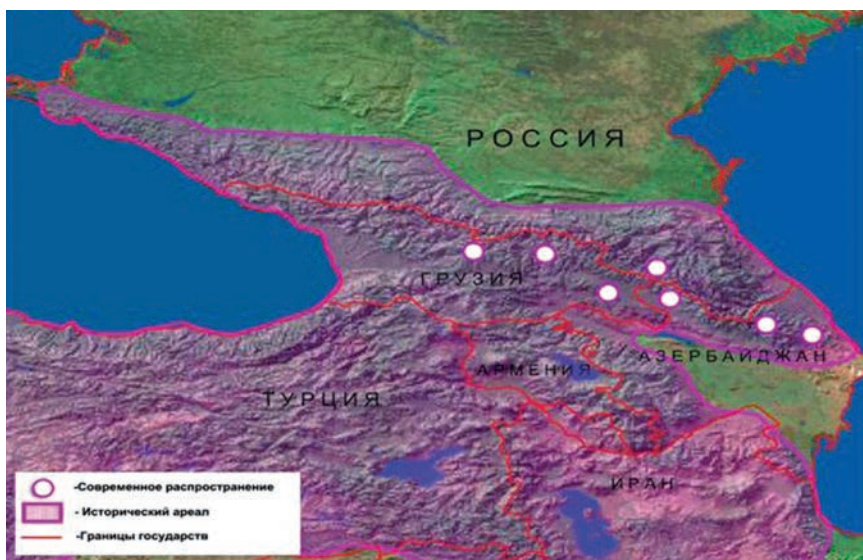 РОССИЯ
ГРУЗИЯ
АЗЕРБАЙДЖАН
АРМЕНИЯ
ТУРЦИЯ
ИРАН
-Современное распространение
- Исторический ареал
-Границы государств